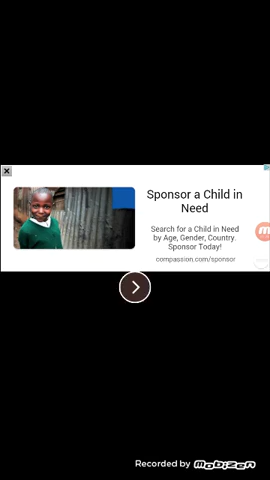 Sponsor a Child in
Need
Search for a Child in Need
by Age, Gender, Country.
Sponsor Today!
compassion.com/sponsor
Recorded by mobizen